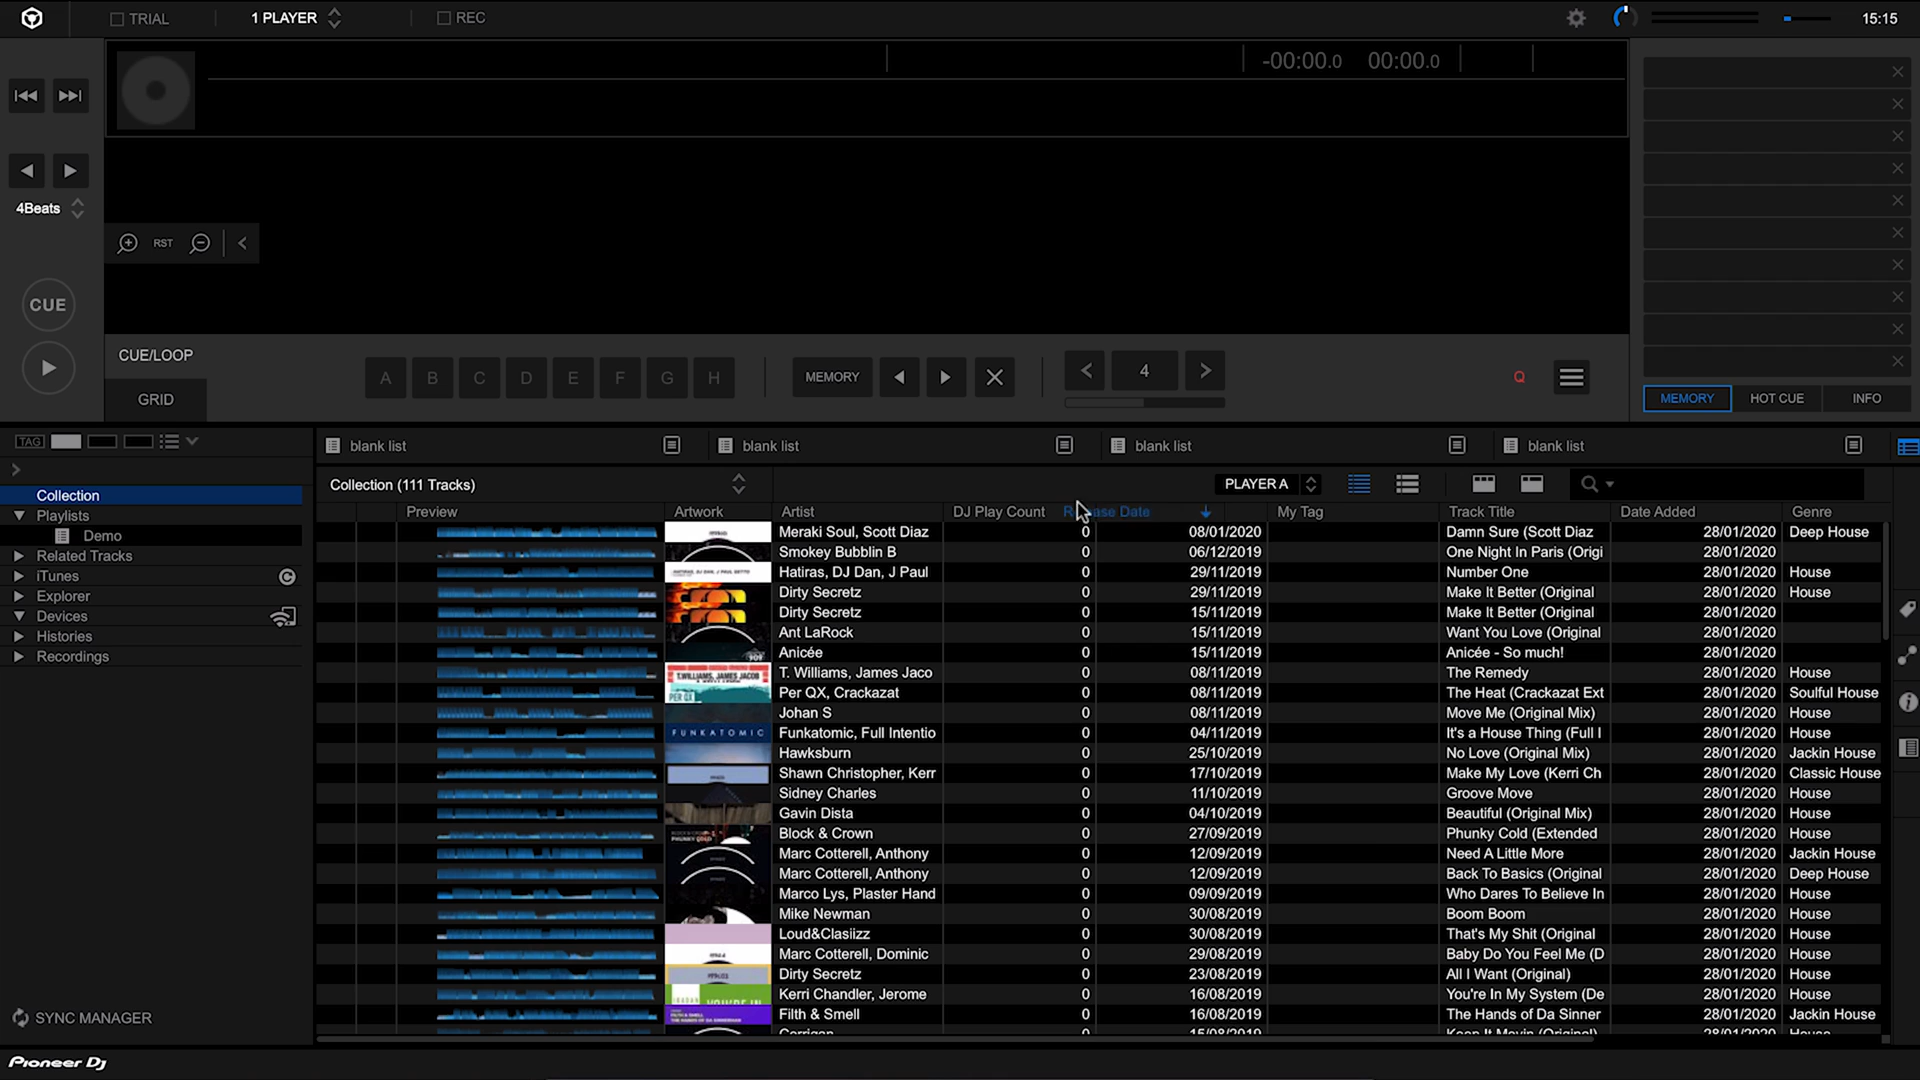 TRIAL 1 PLAYER REC 15:15
-00:00.0 00:00.0
4Beats
RST
CUE
CUE/LOOP
GRID
A B C D E F G H MEMORY 4 Q
MEMORY HOT CUE INFO
TAG
blank list blank list blank list blank list
Collection
Playlists
Demo
Related Tracks
iTunes
Explorer
Devices
Histories
Recordings
SYNC MANAGER
Collection (111 Tracks) PLAYER A
Preview Artwork Artist DJ Play Count Release Date My Tag Track Title Date Added Genre
Meraki Soul, Scott Diaz 0 08/01/2020 Damn Sure (Scott Diaz 28/01/2020 Deep House
Smokey Bubblin B 0 06/12/2019 One Night In Paris (Origi 28/01/2020
Hatiras, DJ Dan, J Paul 0 29/11/2019 Number One 28/01/2020 House
Dirty Secretz 0 29/11/2019 Make It Better (Original 28/01/2020 House
Dirty Secretz 0 15/11/2019 Make It Better (Original 28/01/2020
Ant LaRock 0 15/11/2019 Want You Love (Original 28/01/2020
Anicée 0 15/11/2019 Anicée - So much! 28/01/2020
T. Williams, James Jaco 0 08/11/2019 The Remedy 28/01/2020 House
Per QX, Crackazat 0 08/11/2019 The Heat (Crackazat Ext 28/01/2020 Soulful House
Johan S 0 08/11/2019 Move Me (Original Mix) 28/01/2020 House
FUNKATOMIC Funkatomic, Full Intentio 0 04/11/2019 It's a House Thing (Full I 28/01/2020 House
Hawksburn 0 25/10/2019 No Love (Original Mix) 28/01/2020 Jackin House
Shawn Christopher, Kerr 0 17/10/2019 Make My Love (Kerri Ch 28/01/2020 Classic House
Sidney Charles 0 11/10/2019 Groove Move 28/01/2020 House
Gavin Dista 0 04/10/2019 Beautiful (Original Mix) 28/01/2020 House
Block & Crown 0 27/09/2019 Phunky Cold (Extended 28/01/2020 House
Marc Cotterell, Anthony 0 12/09/2019 Need A Little More 28/01/2020 Jackin House
Marc Cotterell, Anthony 0 12/09/2019 Back To Basics (Original 28/01/2020 Deep House
Marco Lys, Plaster Hand 0 09/09/2019 Who Dares To Believe In 28/01/2020 House
Mike Newman 0 30/08/2019 Boom Boom 28/01/2020 House
Loud&Clasiizz 0 30/08/2019 That's My Shit (Original 28/01/2020 House
Marc Cotterell, Dominic 0 29/08/2019 Baby Do You Feel Me (D 28/01/2020 House
Dirty Secretz 0 23/08/2019 All I Want (Original) 28/01/2020 House
Kerri Chandler, Jerome 0 16/08/2019 You're In My System (De 28/01/2020 House
Filth & Smell 0 16/08/2019 The Hands of Da Sinner 28/01/2020 Jackin House
Corrigan 0 15/08/2019 Keep It Movin (Original) 28/01/2020 House
Pioneer Dj